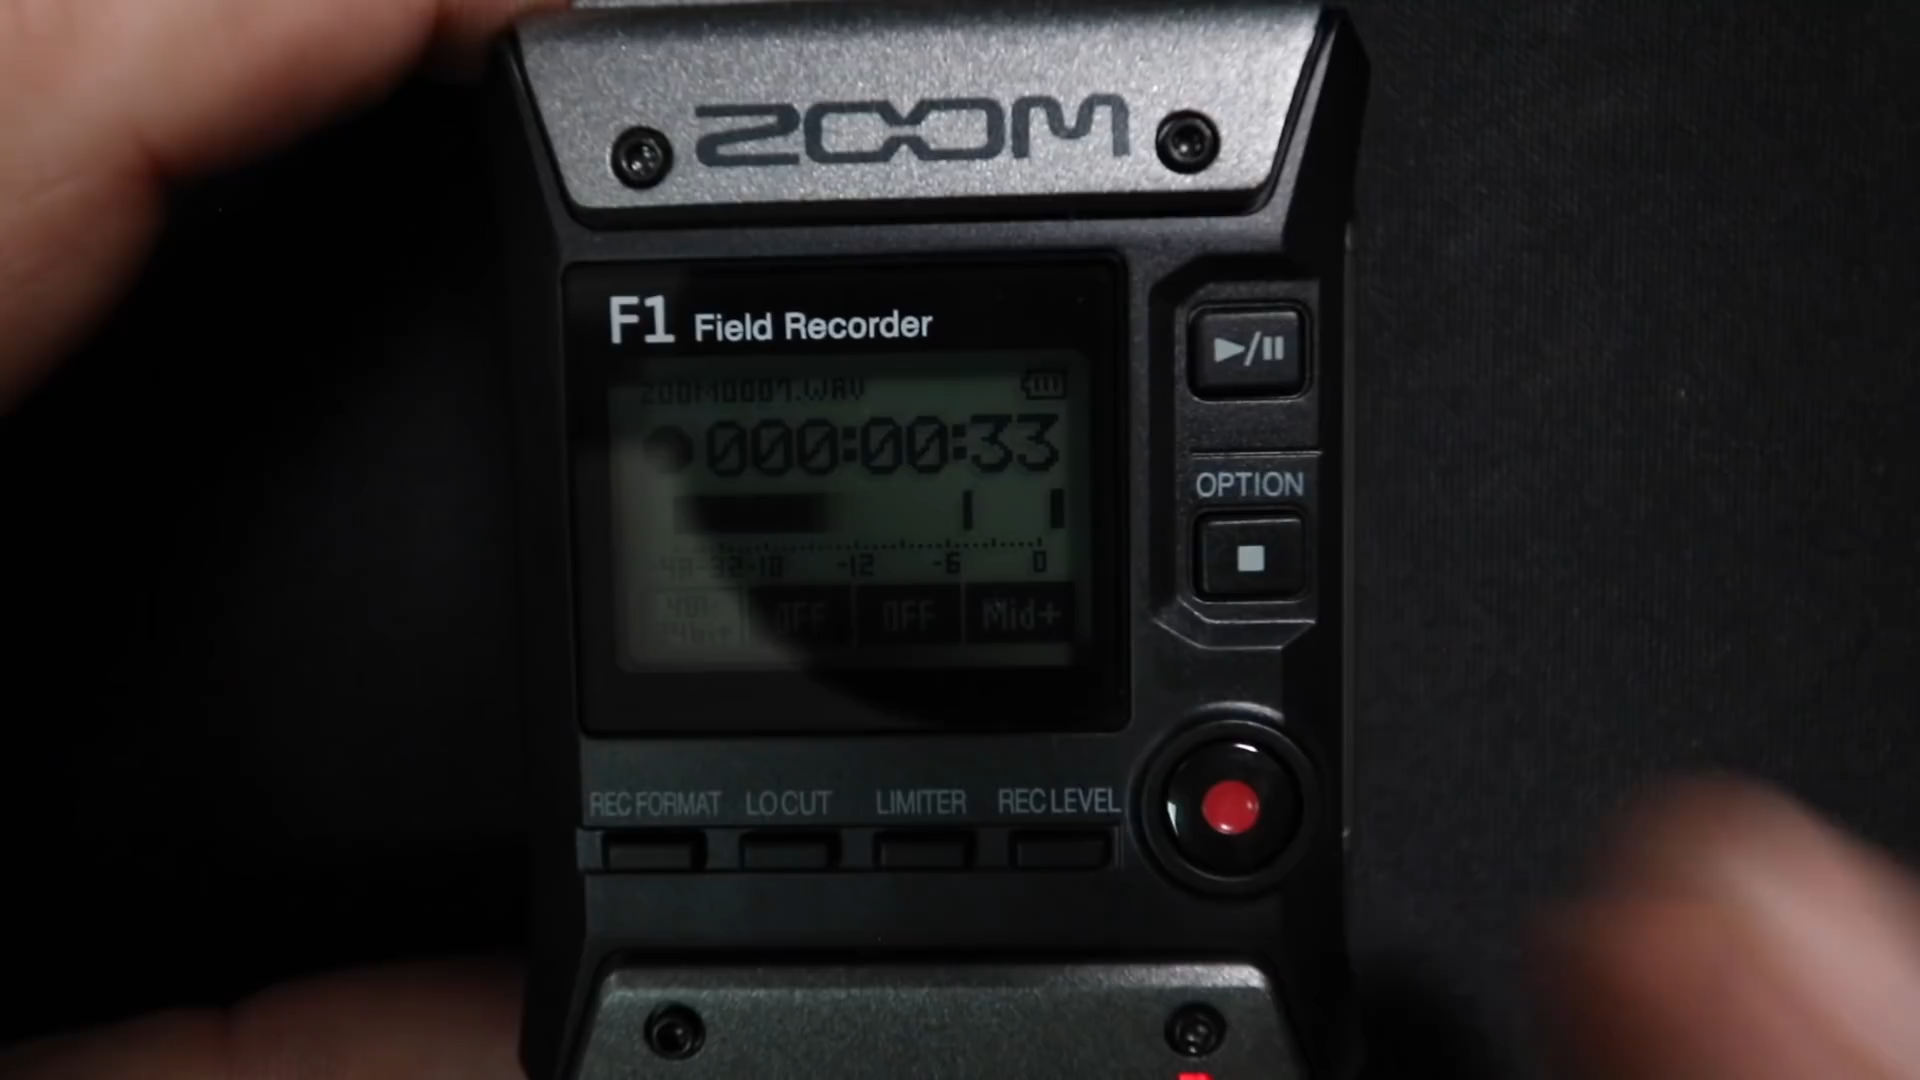 ZOOM
F1 Field Recorder
000:00:33
-12 -6 0
OFF OFF Mid+
OPTION
REC FORMAT LO CUT LIMITER REC LEVEL